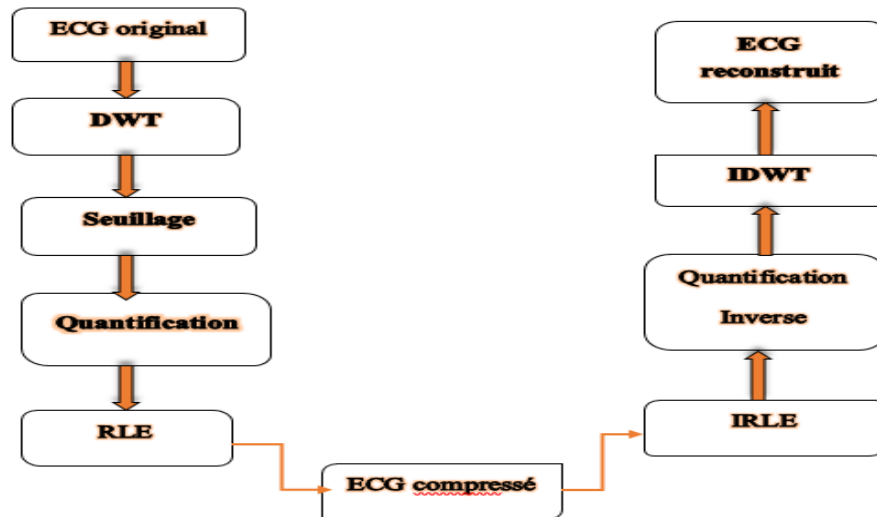 ECG original
DWT
Seuillage
Quantification
RLE
ECG compressé
IRLE
Quantification
Inverse
IDWT
ECG
reconstruit